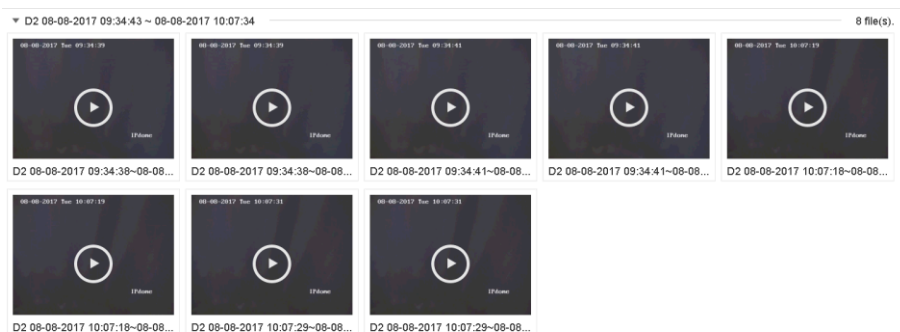 D2 08-08-2017 09:34:43 ~ 08-08-2017 10:07:34
8 file(s).
08-08-2017 Tue 09:34:39
08-08-2017 Tue 09:34:39
08-08-2017 Tue 09:34:41
08-08-2017 Tue 09:34:41
08-08-2017 Tue 10:07:19
IPdome
IPdome
IPdome
IPdome
IPdome
D2 08-08-2017 09:34:38~08-08...
D2 08-08-2017 09:34:38~08-08...
D2 08-08-2017 09:34:41~08-08...
D2 08-08-2017 09:34:41~08-08...
D2 08-08-2017 10:07:18~08-08...
08-08-2017 Tue 10:07:19
08-08-2017 Tue 10:07:31
08-08-2017 Tue 10:07:31
IPdome
IPdome
IPdome
D2 08-08-2017 10:07:18~08-08...
D2 08-08-2017 10:07:29~08-08...
D2 08-08-2017 10:07:29~08-08...